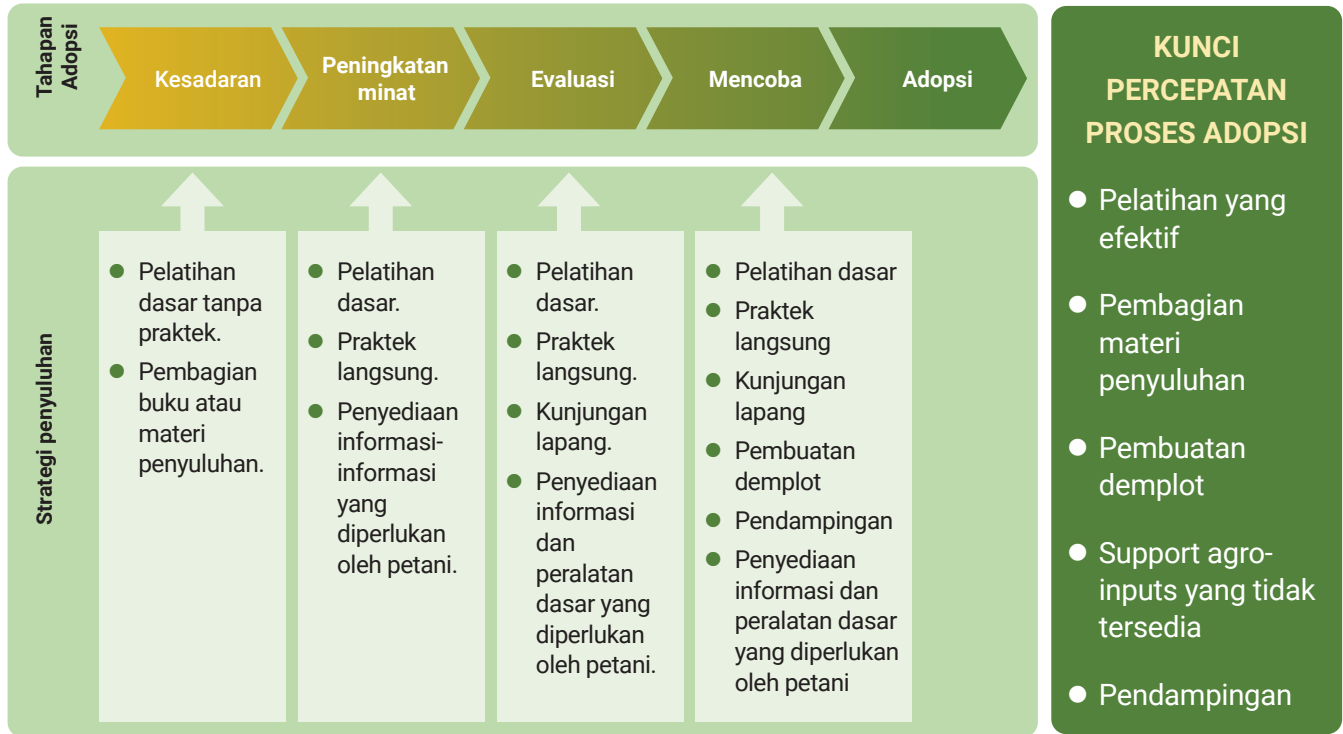 Tahapan
Adopsi
Kesadaran
Peningkatan
minat
Evaluasi
Mencoba
Adopsi
Strategi penyuluhan
Pelatihan
dasar tanpa
praktek.
Pembagian
buku atau
materi
penyuluhan.
Pelatihan
dasar.
Praktek
langsung.
Penyediaan
informasi-
informasi
yang
diperlukan
oleh petani.
Pelatihan
dasar.
Praktek
langsung.
Kunjungan
lapang.
Penyediaan
informasi
dan
peralatan
dasar yang
diperlukan
oleh petani.
Pelatihan dasar
Praktek
langsung
Kunjungan
lapang
Pembuatan
demplot
Pendampingan
Penyediaan
informasi dan
peralatan dasar
yang diperlukan
oleh petani
KUNCI
PERCEPATAN
PROSES ADOPSI
Pelatihan yang
efektif
Pembagian
materi
penyuluhan
Pembuatan
demplot
Support agro-
inputs yang tidak
tersedia
Pendampingan